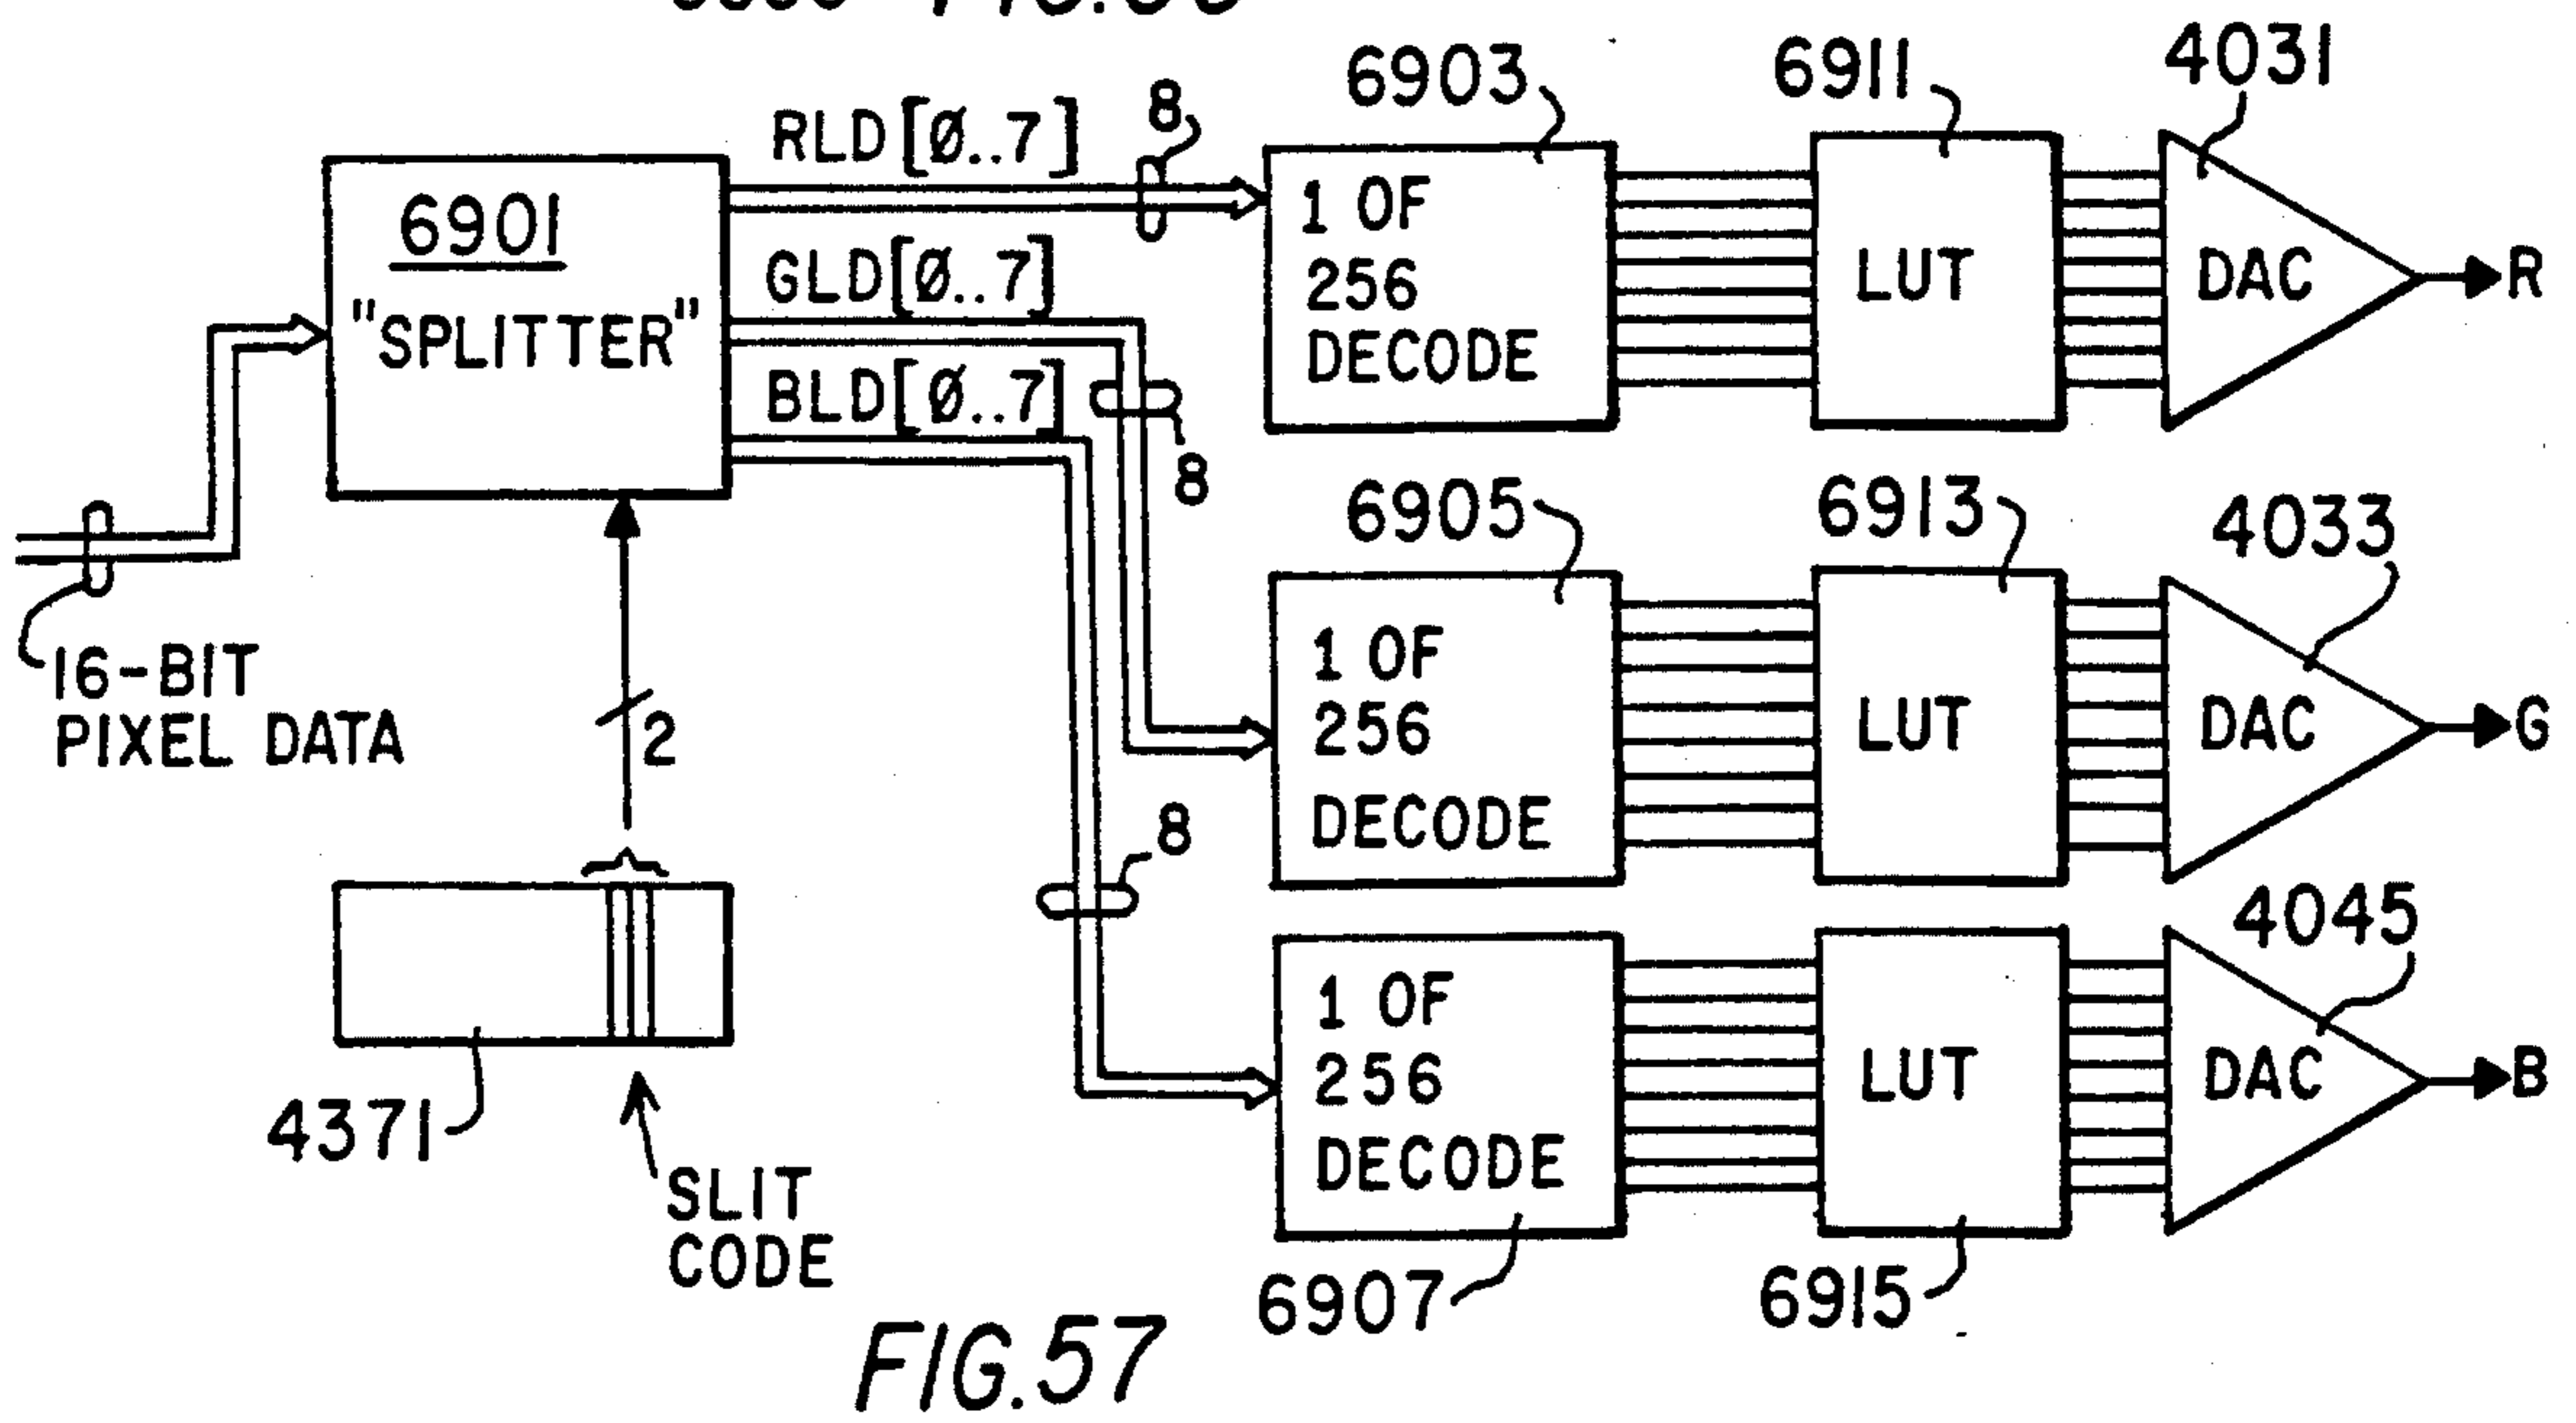 RLD[Ø..7]
8
6903
6911
4031
6901
"SPLITTER"
GLD[Ø..7]
BLD[Ø..7]
8
1 OF
256
DECODE
LUT
DAC
R
16-BIT
PIXEL DATA
2
6905
6913
4033
1 OF
256
DECODE
LUT
DAC
G
8
4371
SLIT
CODE
4045
1 OF
256
DECODE
LUT
DAC
B
6907
6915
FIG.57